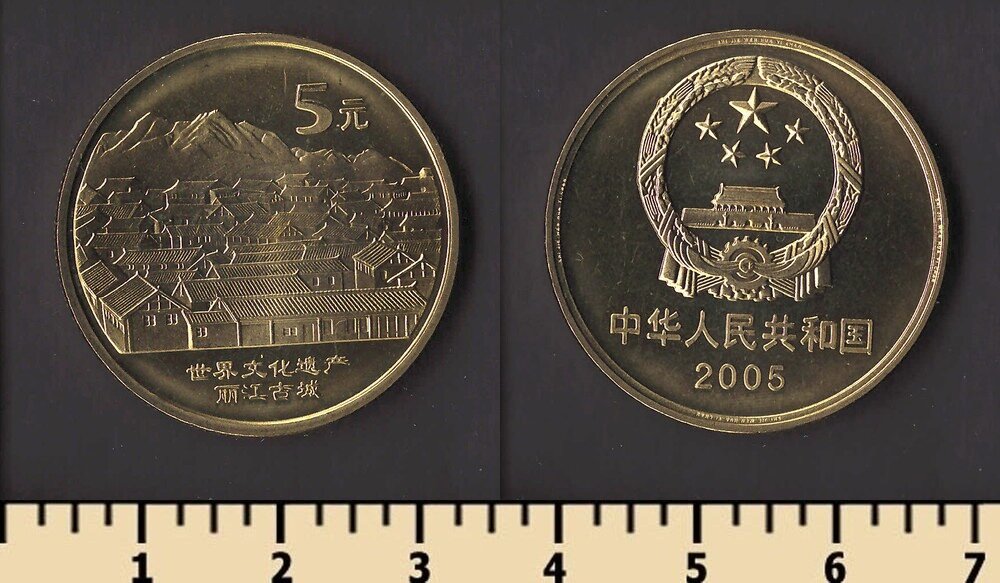 5元
世界文化遗产
丽江古城
中华人民共和国
2005
1 2 3 4 5 6 7